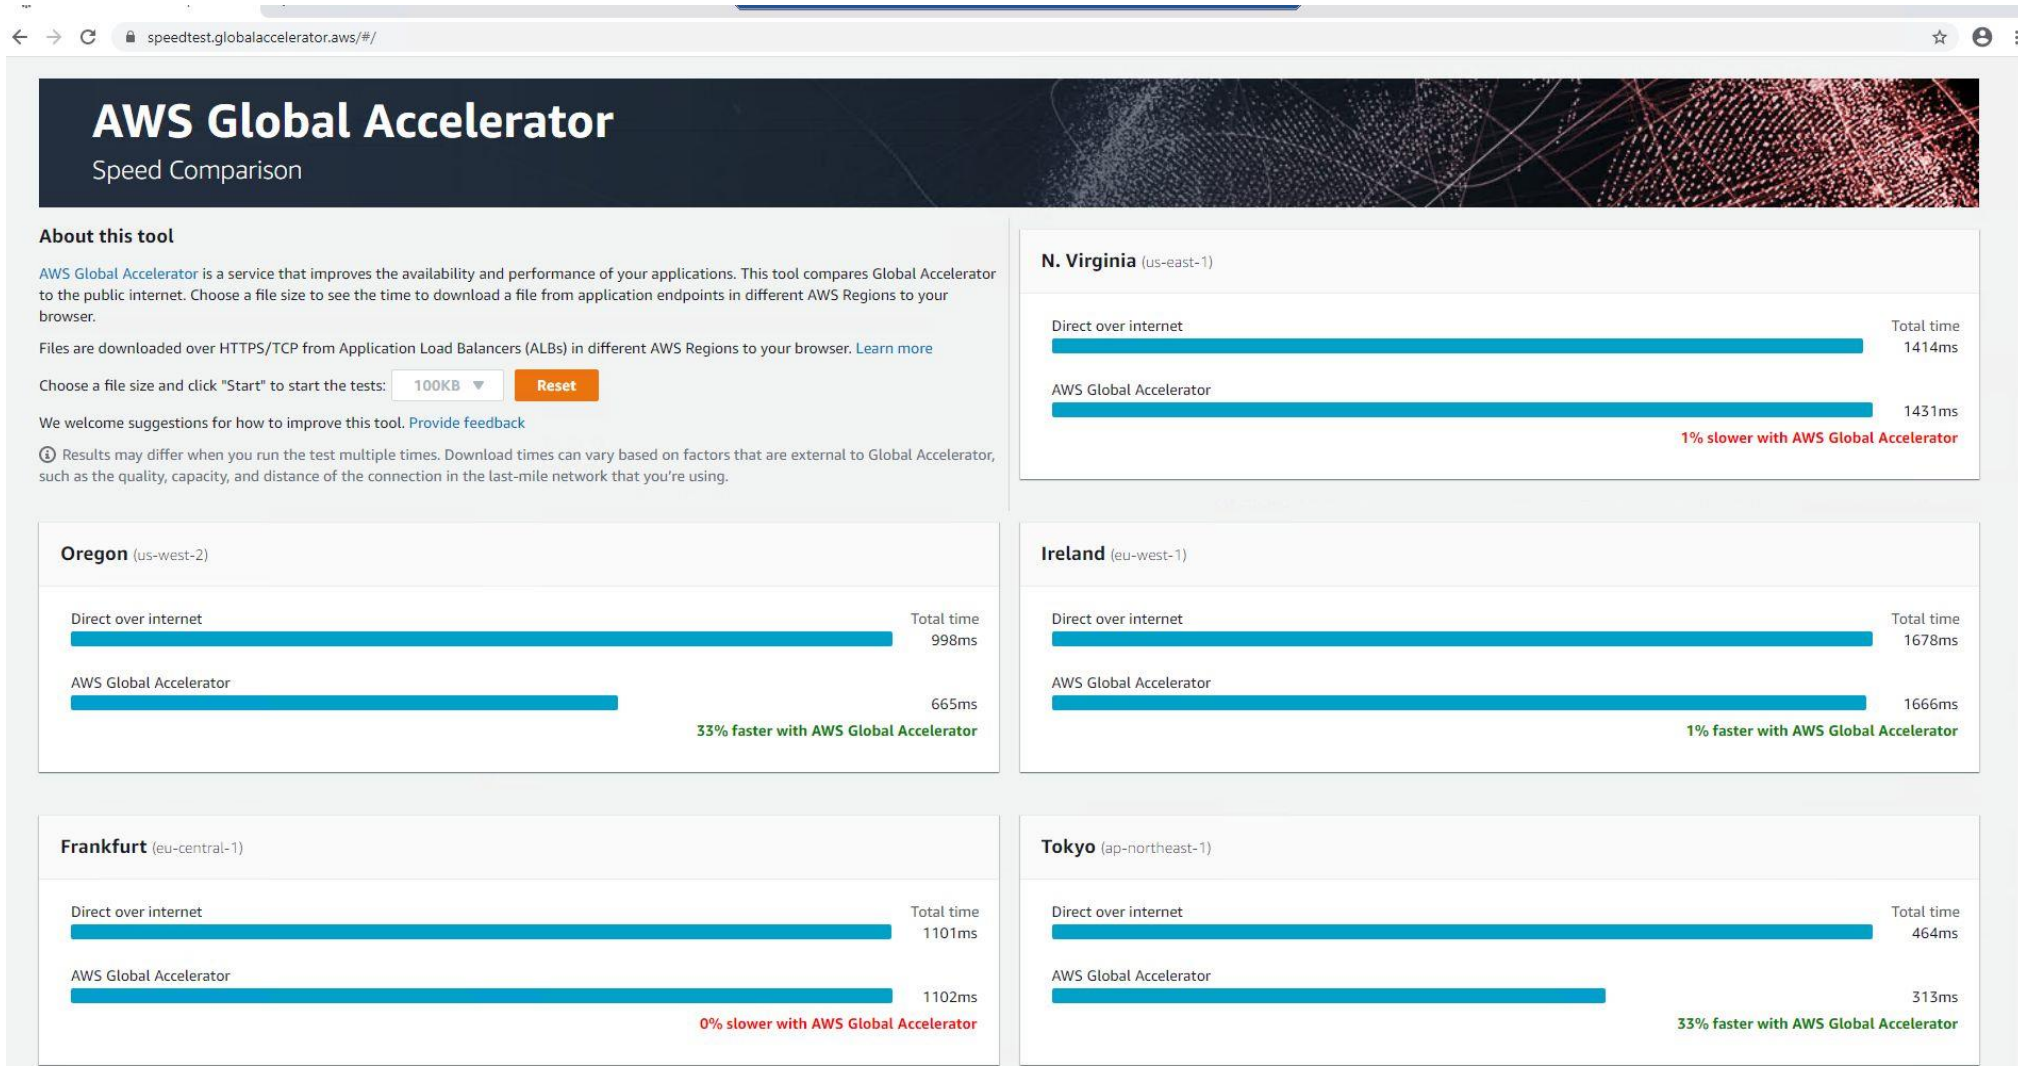 speedtest.globalaccelerator.aws/#/
AWS Global Accelerator
Speed Comparison
About this tool
AWS Global Accelerator is a service that improves the availability and performance of your applications. This tool compares Global Accelerator
to the public internet. Choose a file size to see the time to download a file from application endpoints in different AWS Regions to your
browser.
Files are downloaded over HTTPS/TCP from Application Load Balancers (ALBs) in different AWS Regions to your browser. Learn more
Choose a file size and click "Start" to start the tests: 100KB ▼ Reset
We welcome suggestions for how to improve this tool. Provide feedback
Results may differ when you run the test multiple times. Download times can vary based on factors that are external to Global Accelerator,
such as the quality, capacity, and distance of the connection in the last-mile network that you're using.
N. Virginia (us-east-1)
Direct over internet Total time
1414ms
AWS Global Accelerator
1431ms
1% slower with AWS Global Accelerator
Oregon (us-west-2)
Direct over internet Total time
998ms
AWS Global Accelerator
665ms
33% faster with AWS Global Accelerator
Ireland (eu-west-1)
Direct over internet Total time
1678ms
AWS Global Accelerator
1666ms
1% faster with AWS Global Accelerator
Frankfurt (eu-central-1)
Direct over internet Total time
1101ms
AWS Global Accelerator
1102ms
0% slower with AWS Global Accelerator
Tokyo (ap-northeast-1)
Direct over internet Total time
464ms
AWS Global Accelerator
313ms
33% faster with AWS Global Accelerator